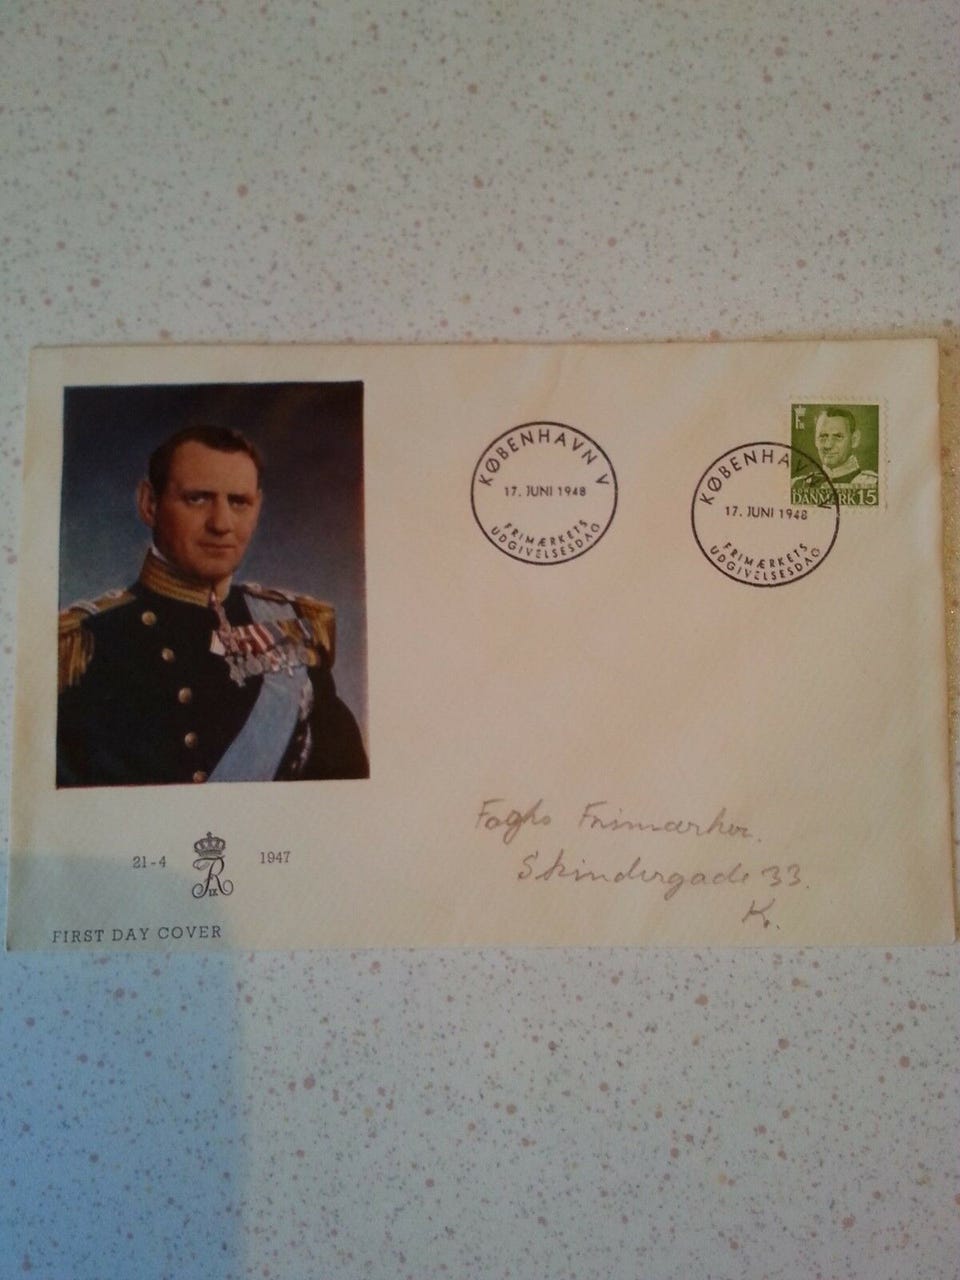 KØBENHAVN V
17. JUNI 1948
FRIMÆRKETS
UDGIVELSESDAG
KØBENHAVN V
17. JUNI 1948
FRIMÆRKETS
UDGIVELSESDAG
DANMARK 15
Foghs Frimærker.
Skindergade 33.
K.
21-4 1947
FIRST DAY COVER